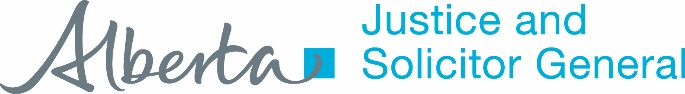 Alberta
Justice and
Solicitor General